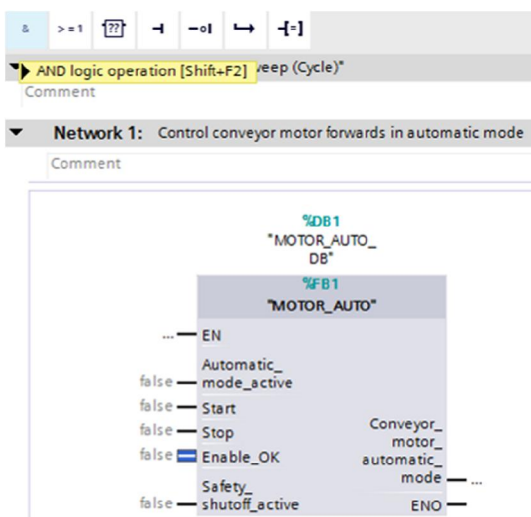 & >=1 ?? -o| -[=]
AND logic operation [Shift+F2] weep (Cycle)"
Comment
Network 1: Control conveyor motor forwards in automatic mode
Comment
%DB1
"MOTOR_AUTO_
DB"
%FB1
"MOTOR_AUTO"
... EN
Automatic_
false mode_active
false Start
false Stop
false Enable_OK
Safety_
false shutoff_active
Conveyor_
motor_
automatic_
mode ...
ENO